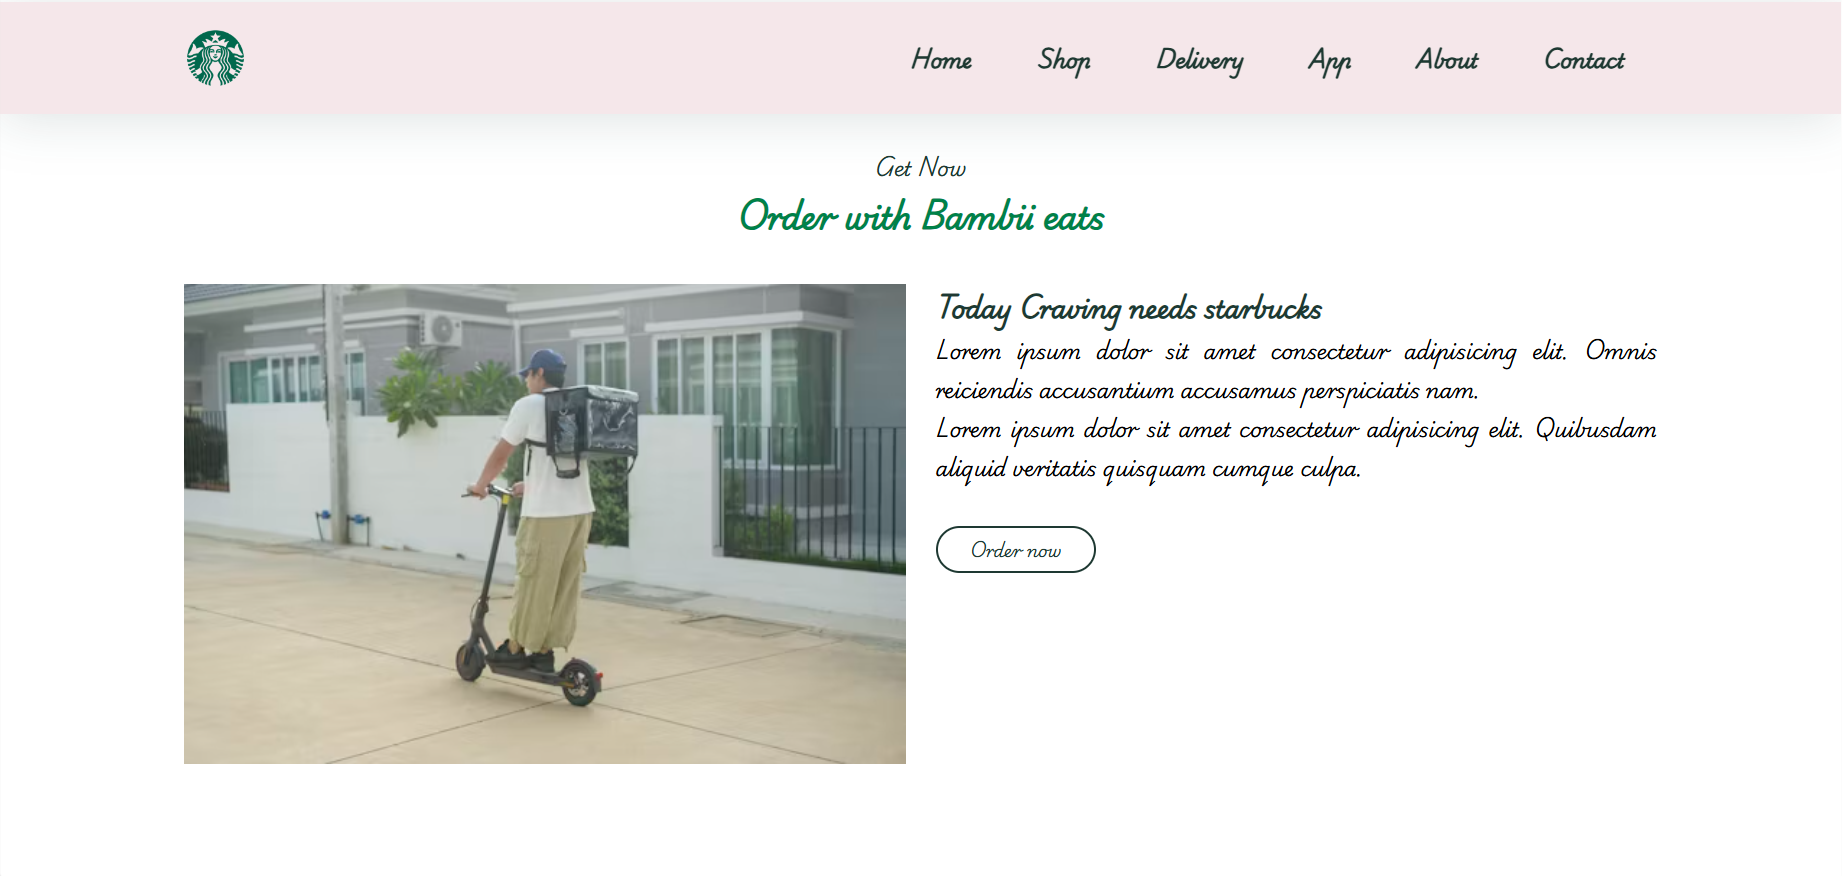 Home Shop Delivery App About Contact
Get Now
Order with Bambii eats
Today Craving needs starbucks
Lorem ipsum dolor sit amet consectetur adipisicing elit. Omnis
reiciendis accusantium accusamus perspiciatis nam.
Lorem ipsum dolor sit amet consectetur adipisicing elit. Quibusdam
aliquid veritatis quisquam cumque culpa.
Order now